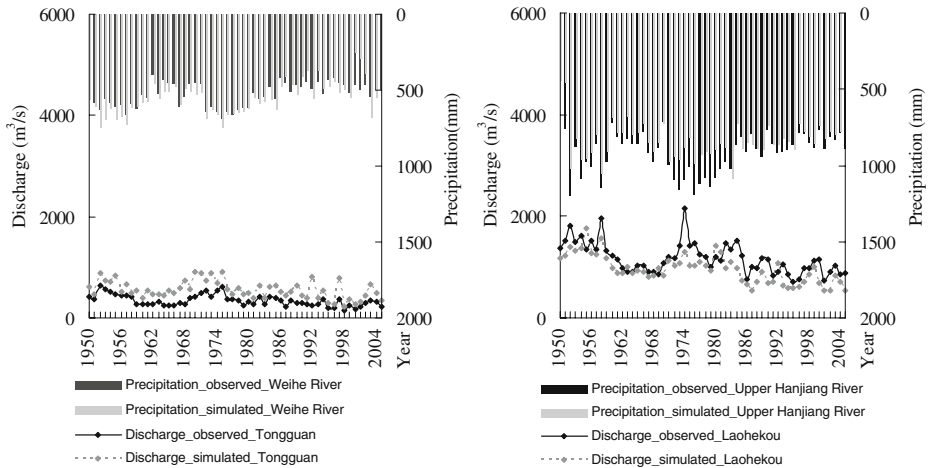 6000
4000
2000
0
Discharge (m³/s)
0
500
1000
1500
2000
Precipitation(mm)
1950
1956
1962
1968
1974
1980
1986
1992
1998
2004
Year
Precipitation_observed_Weihe River
Precipitation_simulated_Weihe River
Discharge_observed_Tongguan
Discharge_simulated_Tongguan
6000
4000
2000
0
Discharge (m³/s)
0
500
1000
1500
2000
Precipitation (mm)
1950
1956
1962
1968
1974
1980
1986
1992
1998
2004
Year
Precipitation_observed_Upper Hanjiang River
Precipitation_simulated_Upper Hanjiang River
Discharge_observed_Laohekou
Discharge_simulated_Laohekou